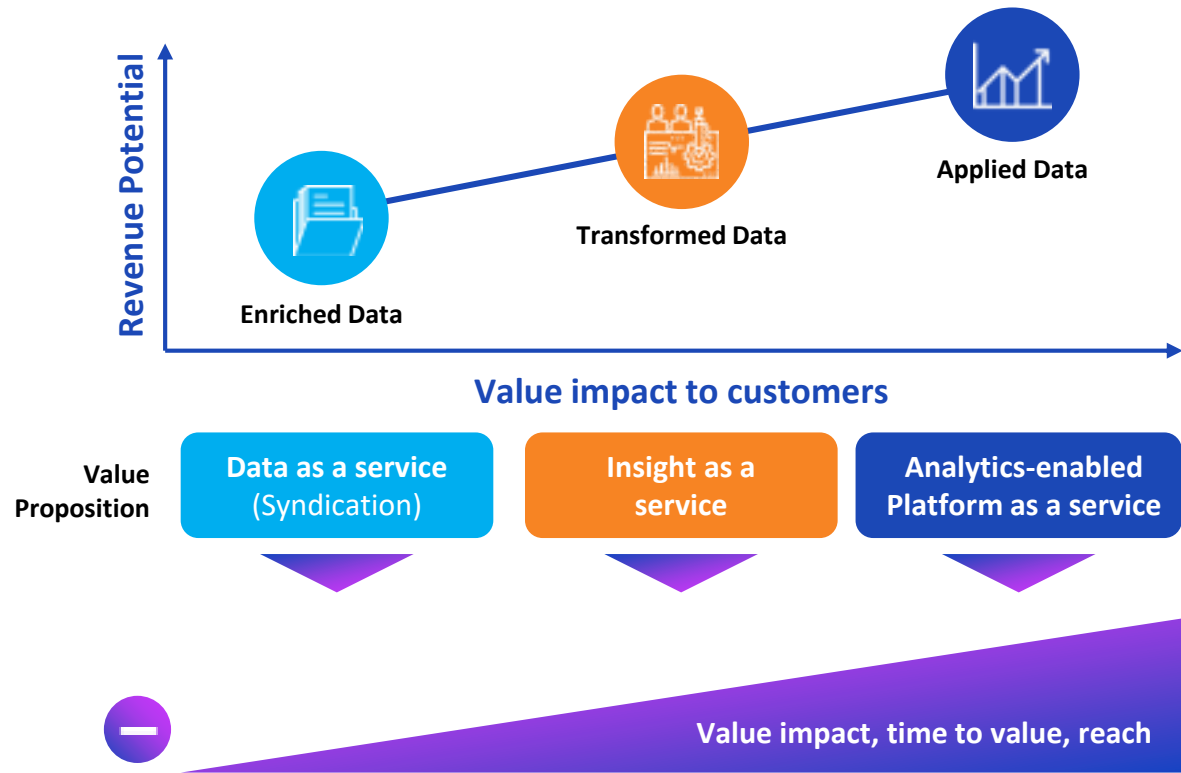 Revenue Potential
Applied Data
Transformed Data
Enriched Data
Value impact to customers
Value
Proposition
Data as a service
(Syndication)
Insight as a
service
Analytics-enabled
Platform as a service
Value impact, time to value, reach